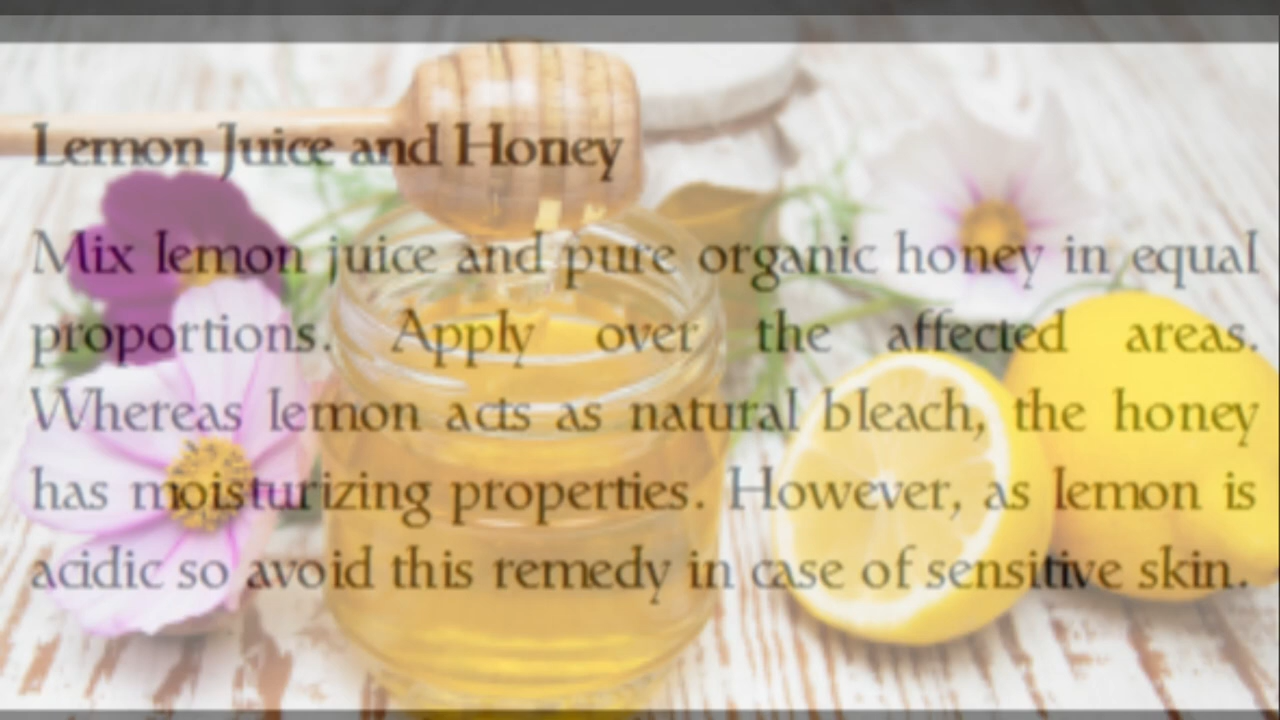 Lemon Juice and Honey
Mix lemon juice and pure organic honey in equal
proportions. Apply over the affected areas.
Whereas lemon acts as natural bleach, the honey
has moisturizing properties. However, as lemon is
acidic so avoid this remedy in case of sensitive skin.